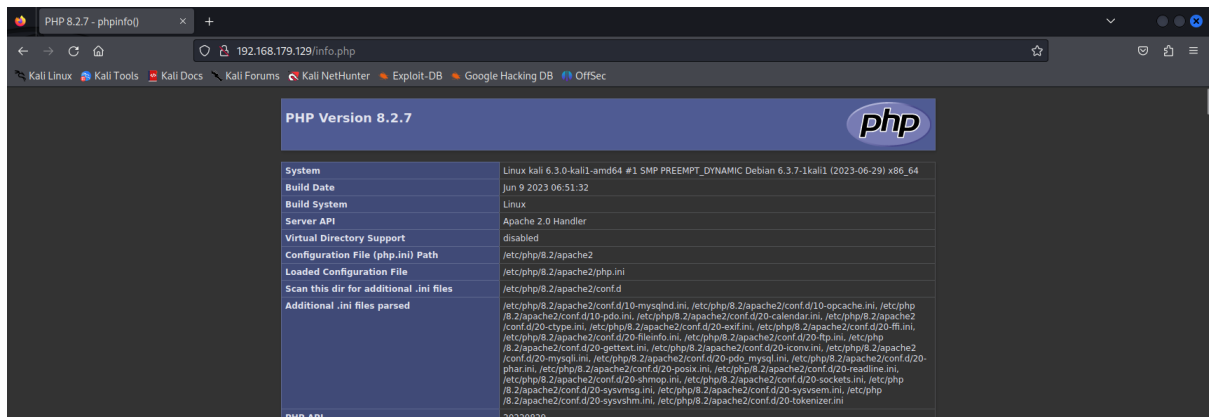 PHP 8.2.7 - phpinfo()
192.168.179.129/info.php
Kali Linux Kali Tools Kali Docs Kali Forums Kali NetHunter Exploit-DB Google Hacking DB OffSec
PHP Version 8.2.7
php
System Linux kali 6.3.0-kali1-amd64 #1 SMP PREEMPT_DYNAMIC Debian 6.3.7-1kali1 (2023-06-29) x86_64
Build Date Jun 9 2023 06:51:32
Build System Linux
Server API Apache 2.0 Handler
Virtual Directory Support disabled
Configuration File (php.ini) Path /etc/php/8.2/apache2
Loaded Configuration File /etc/php/8.2/apache2/php.ini
Scan this dir for additional .ini files /etc/php/8.2/apache2/conf.d
Additional .ini files parsed /etc/php/8.2/apache2/conf.d/10-mysqlnd.ini, /etc/php/8.2/apache2/conf.d/10-opcache.ini, /etc/php
/8.2/apache2/conf.d/10-pdo.ini, /etc/php/8.2/apache2/conf.d/20-calendar.ini, /etc/php/8.2/apache2
/conf.d/20-ctype.ini, /etc/php/8.2/apache2/conf.d/20-exif.ini, /etc/php/8.2/apache2/conf.d/20-ffi.ini,
/etc/php/8.2/apache2/conf.d/20-fileinfo.ini, /etc/php/8.2/apache2/conf.d/20-ftp.ini, /etc/php
/8.2/apache2/conf.d/20-gettext.ini, /etc/php/8.2/apache2/conf.d/20-iconv.ini, /etc/php/8.2/apache2
/conf.d/20-mysqli.ini, /etc/php/8.2/apache2/conf.d/20-pdo_mysql.ini, /etc/php/8.2/apache2/conf.d/20-
phar.ini, /etc/php/8.2/apache2/conf.d/20-posix.ini, /etc/php/8.2/apache2/conf.d/20-readline.ini,
/etc/php/8.2/apache2/conf.d/20-shmop.ini, /etc/php/8.2/apache2/conf.d/20-sockets.ini, /etc/php
/8.2/apache2/conf.d/20-sysvmsg.ini, /etc/php/8.2/apache2/conf.d/20-sysvsem.ini, /etc/php
/8.2/apache2/conf.d/20-sysvshm.ini, /etc/php/8.2/apache2/conf.d/20-tokenizer.ini
PHP API 20220829